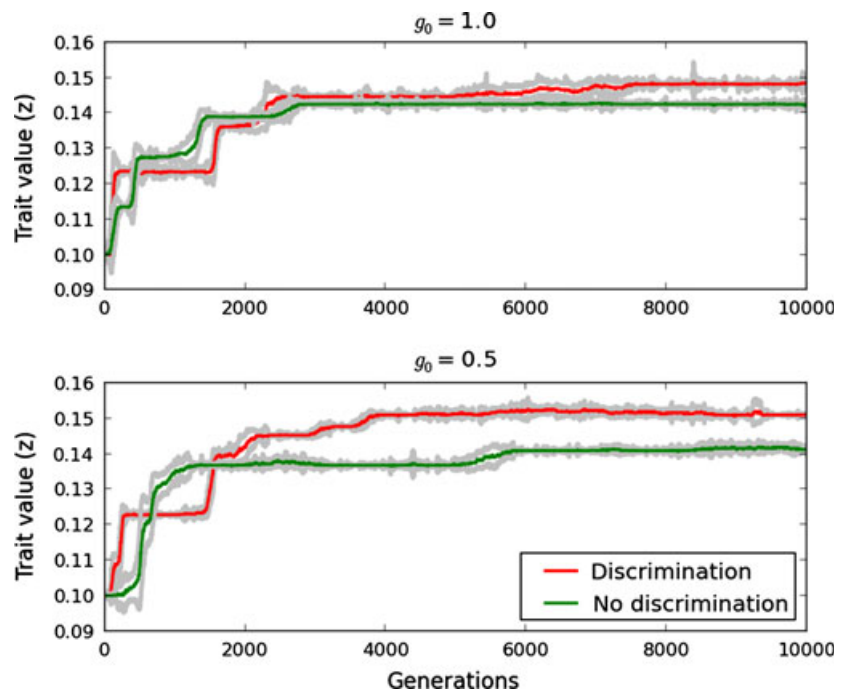 g₀ = 1.0
0.16
0.15
0.14
0.13
0.12
0.11
0.10
0.09
Trait value (z)
0 2000 4000 6000 8000 10000
g₀ = 0.5
0.16
0.15
0.14
0.13
0.12
0.11
0.10
0.09
Trait value (z)
Discrimination
No discrimination
0 2000 4000 6000 8000 10000
Generations